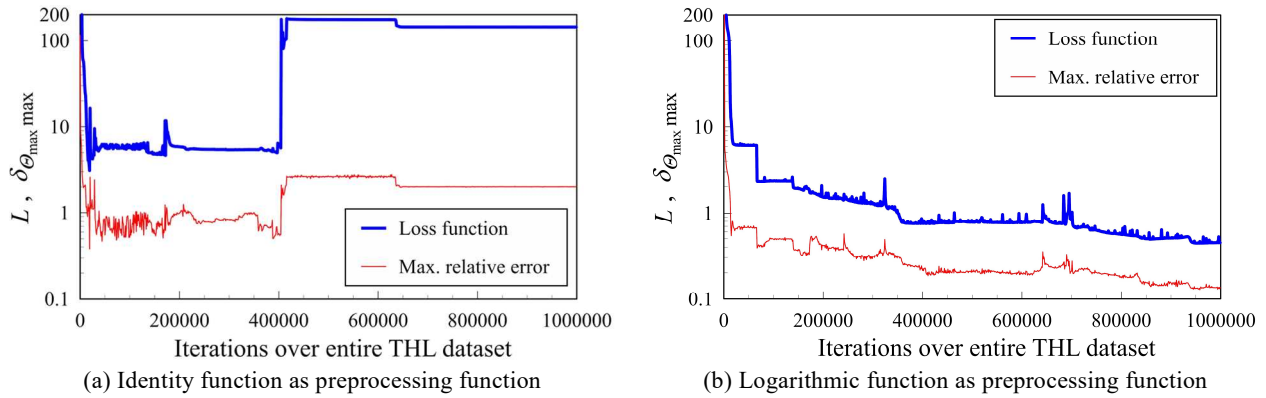 200
100
10
1
0.1
L , δΘmax max
Loss function
Max. relative error
0 200000 400000 600000 800000 1000000
Iterations over entire THL dataset
(a) Identity function as preprocessing function
200
100
10
1
0.1
L , δΘmax max
Loss function
Max. relative error
0 200000 400000 600000 800000 1000000
Iterations over entire THL dataset
(b) Logarithmic function as preprocessing function